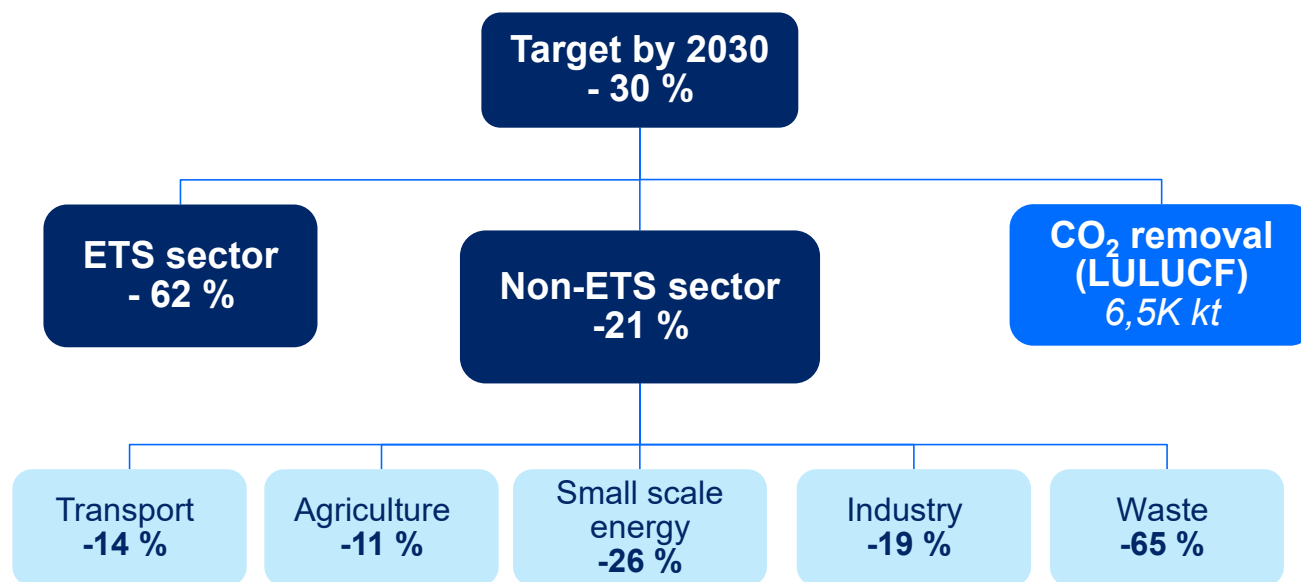 Target by 2030
- 30 %
ETS sector
- 62 %
Non-ETS sector
-21 %
CO₂ removal
(LULUCF)
6,5K kt
Transport
-14 %
Agriculture
-11 %
Small scale
energy
-26 %
Industry
-19 %
Waste
-65 %